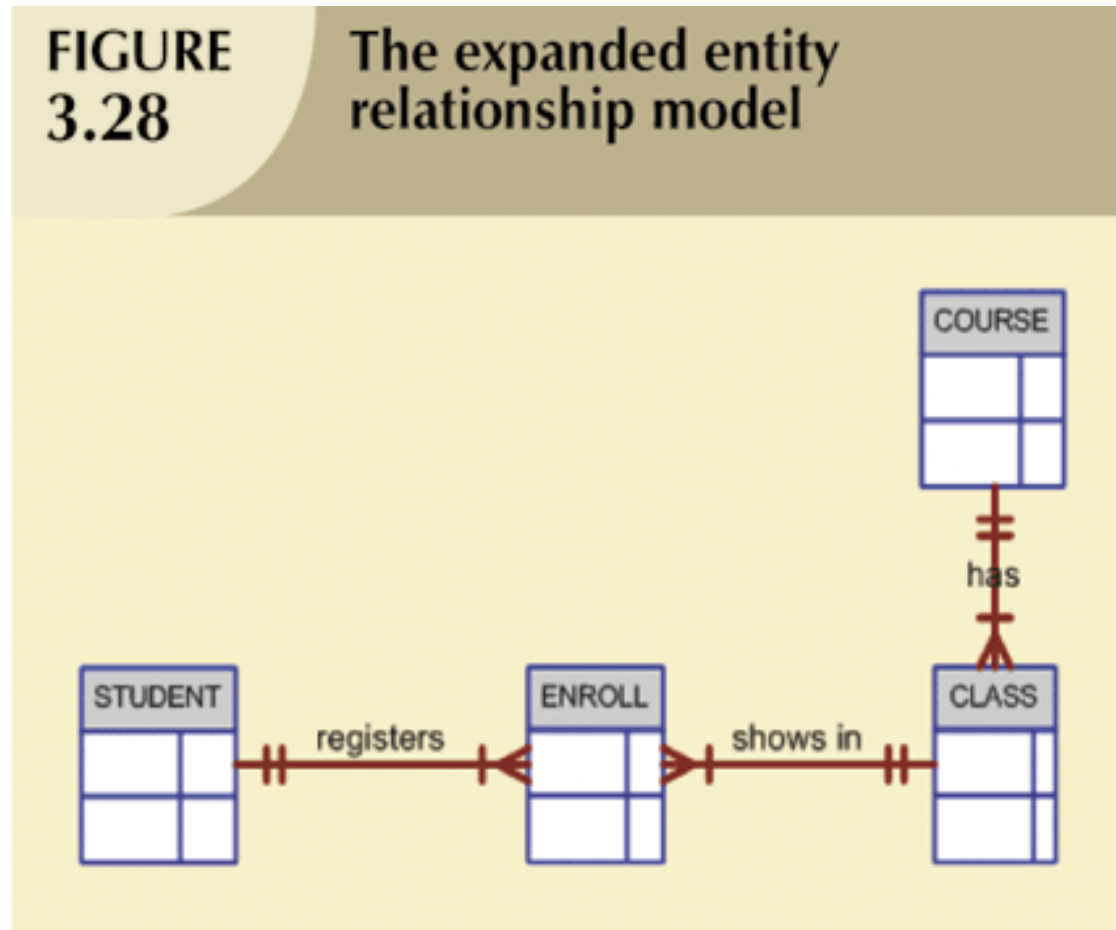 FIGURE
3.28
The expanded entity
relationship model
COURSE
has
STUDENT
registers
ENROLL
shows in
CLASS